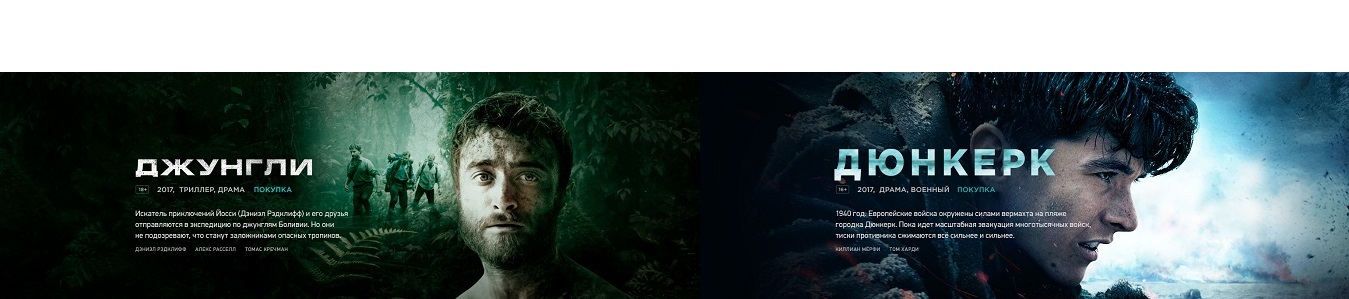 ДЖУНГЛИ
18+ 2017, ТРИЛЛЕР, ДРАМА ПОКУПКА
Искатель приключений Йосси (Дэниэл Рэдклифф) и его друзья
отправляются в экспедицию по джунглям Боливии. Но они
не подозревают, что станут заложниками опасных тропиков.
ДЭНИЭЛ РЭДКЛИФФ АЛЕКС РАССЕЛЛ ТОМАС КРЕЧМАН
ДЮНКЕРК
16+ 2017, ДРАМА, ВОЕННЫЙ ПОКУПКА
1940 год. Европейские войска окружены силами вермахта на пляже
городка Дюнкерк. Пока идет масштабная эвакуация многотысячных войск,
тиски противника сжимаются всё сильнее и сильнее.
КИЛЛИАН МЕРФИ ТОМ ХАРДИ